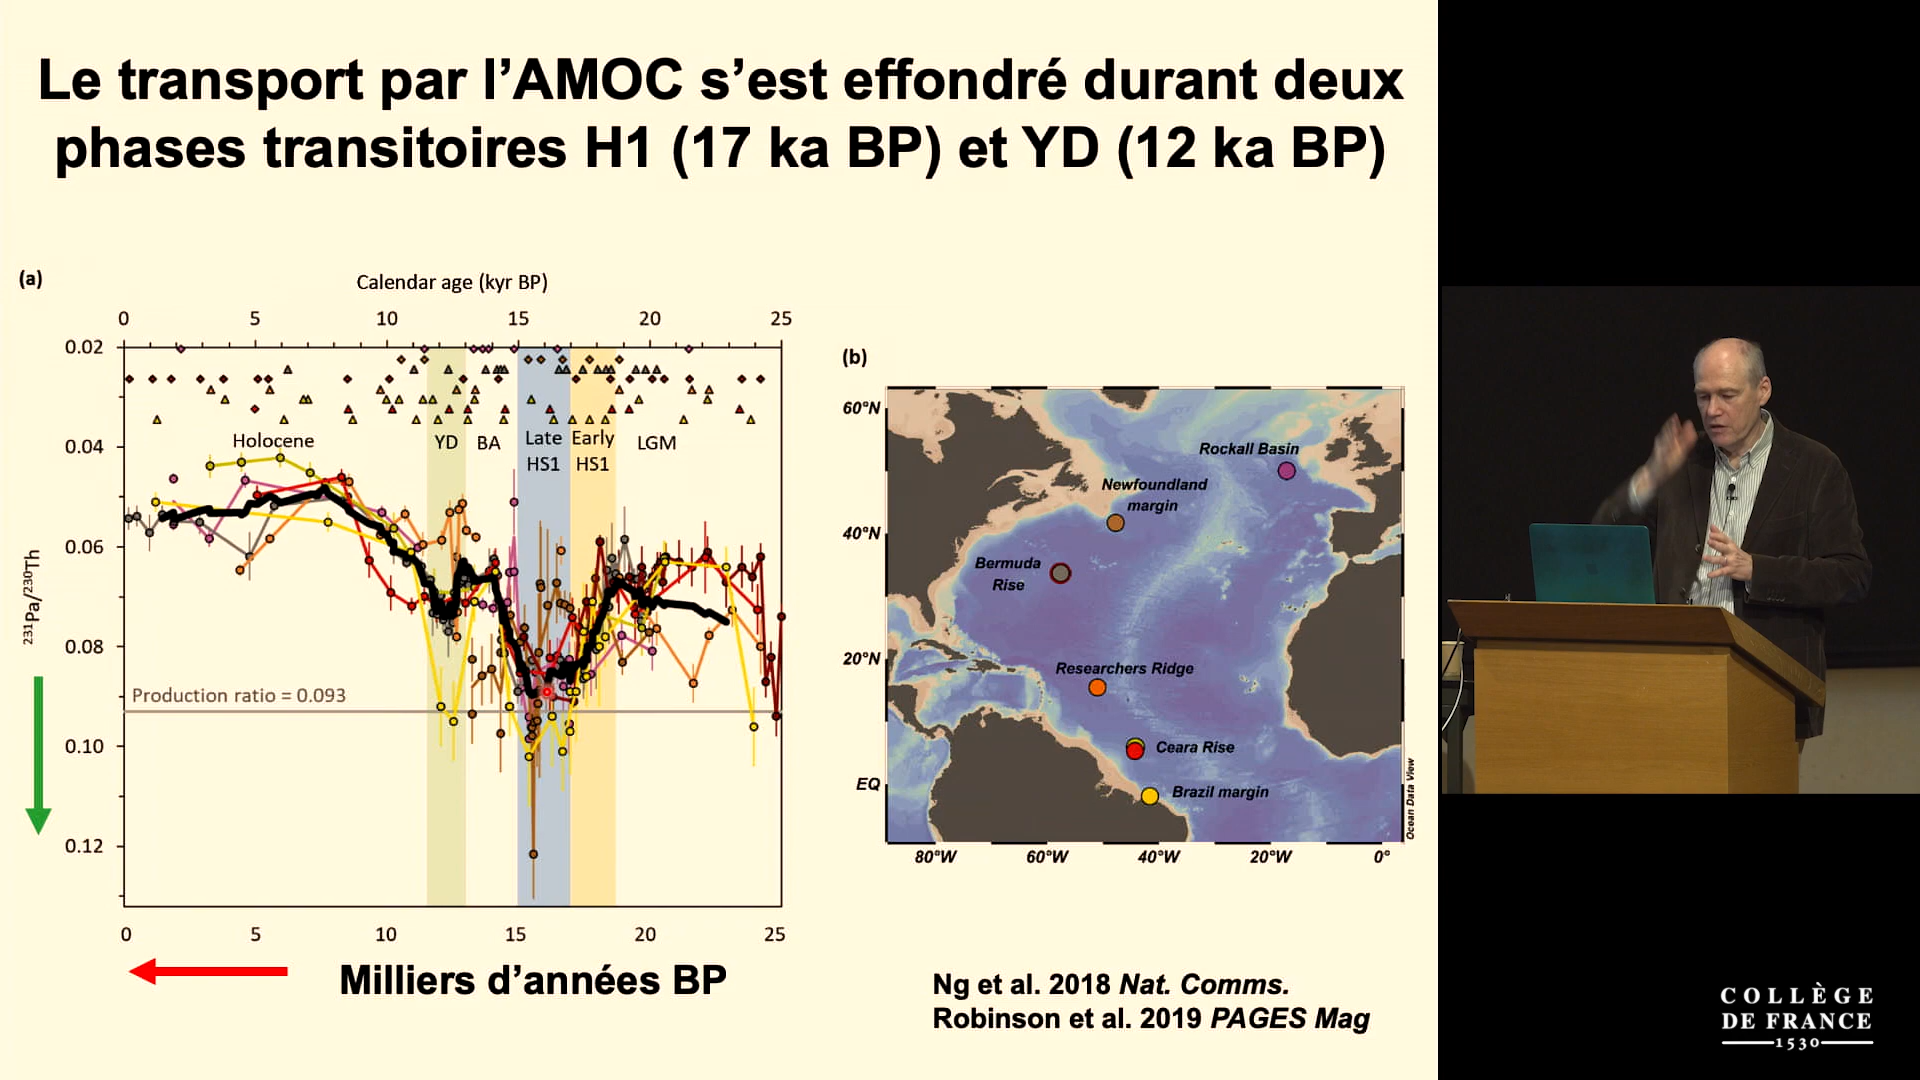 Le transport par l’AMOC s’est effondré durant deux
phases transitoires H1 (17 ka BP) et YD (12 ka BP)
(a)
Calendar age (kyr BP)
0 5 10 15 20 25
0.02
0.04
0.06
0.08
0.10
0.12
²³¹Pa/²³⁰Th
Holocene
YD
BA
Late
HS1
Early
HS1
LGM
Production ratio = 0.093
0 5 10 15 20 25
Milliers d’années BP
(b)
60°N
40°N
20°N
EQ
Rockall Basin
Newfoundland
margin
Bermuda
Rise
Researchers Ridge
Ceara Rise
Brazil margin
80°W 60°W 40°W 20°W 0°
Ocean Data View
Ng et al. 2018 Nat. Comms.
Robinson et al. 2019 PAGES Mag
COLLÈGE
DE FRANCE
1530